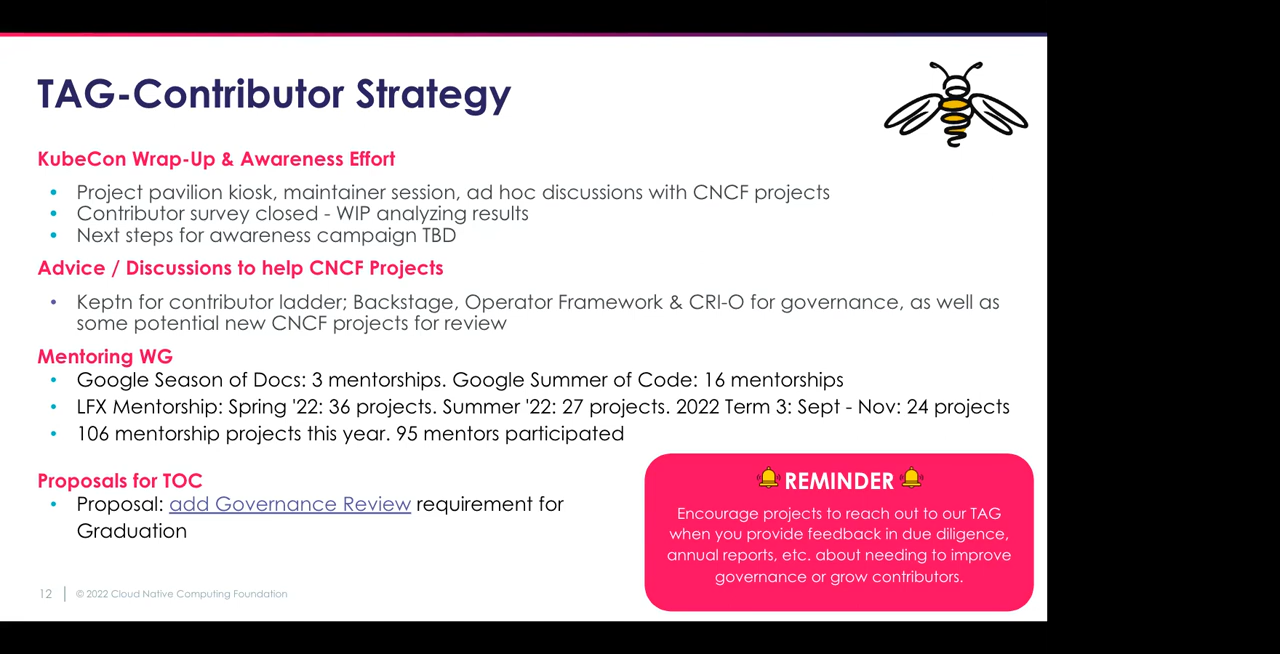 TAG-Contributor Strategy
KubeCon Wrap-Up & Awareness Effort
• Project pavilion kiosk, maintainer session, ad hoc discussions with CNCF projects
• Contributor survey closed - WIP analyzing results
• Next steps for awareness campaign TBD
Advice / Discussions to help CNCF Projects
• Keptn for contributor ladder; Backstage, Operator Framework & CRI-O for governance, as well as
some potential new CNCF projects for review
Mentoring WG
• Google Season of Docs: 3 mentorships. Google Summer of Code: 16 mentorships
• LFX Mentorship: Spring '22: 36 projects. Summer '22: 27 projects. 2022 Term 3: Sept - Nov: 24 projects
• 106 mentorship projects this year. 95 mentors participated
Proposals for TOC
• Proposal: add Governance Review requirement for
Graduation
🔔 REMINDER 🔔
Encourage projects to reach out to our TAG
when you provide feedback in due diligence,
annual reports, etc. about needing to improve
governance or grow contributors.
12 | © 2022 Cloud Native Computing Foundation